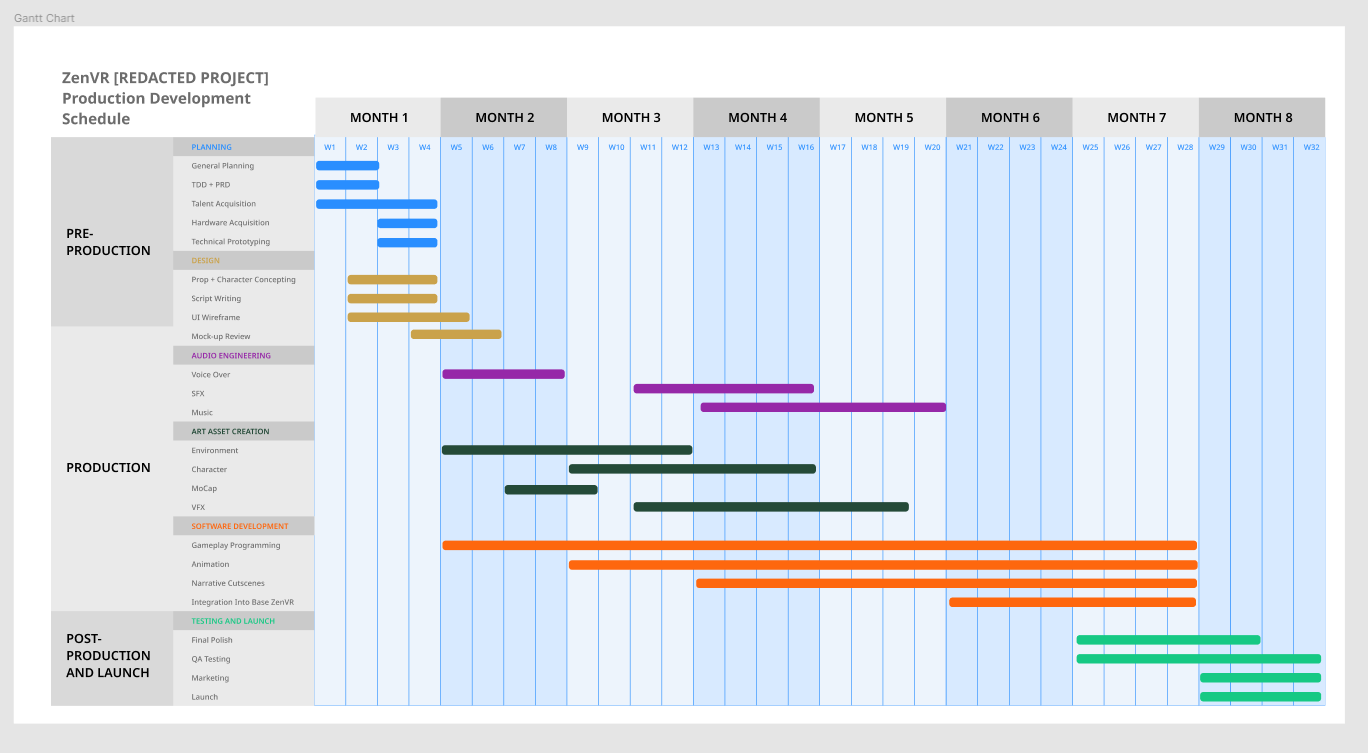 Gantt Chart
ZenVR [REDACTED PROJECT]
Production Development
Schedule
MONTH 1 MONTH 2 MONTH 3 MONTH 4 MONTH 5 MONTH 6 MONTH 7 MONTH 8
PLANNING W1 W2 W3 W4 W5 W6 W7 W8 W9 W10 W11 W12 W13 W14 W15 W16 W17 W18 W19 W20 W21 W22 W23 W24 W25 W26 W27 W28 W29 W30 W31 W32
General Planning
TDD + PRD
Talent Acquisition
Hardware Acquisition
Technical Prototyping
PRE-
PRODUCTION
DESIGN
Prop + Character Concepting
Script Writing
UI Wireframe
Mock-up Review
AUDIO ENGINEERING
Voice Over
SFX
Music
ART ASSET CREATION
Environment
PRODUCTION
Character
MoCap
VFX
SOFTWARE DEVELOPMENT
Gameplay Programming
Animation
Narrative Cutscenes
Integration Into Base ZenVR
TESTING AND LAUNCH
POST-
PRODUCTION
AND LAUNCH
Final Polish
QA Testing
Marketing
Launch